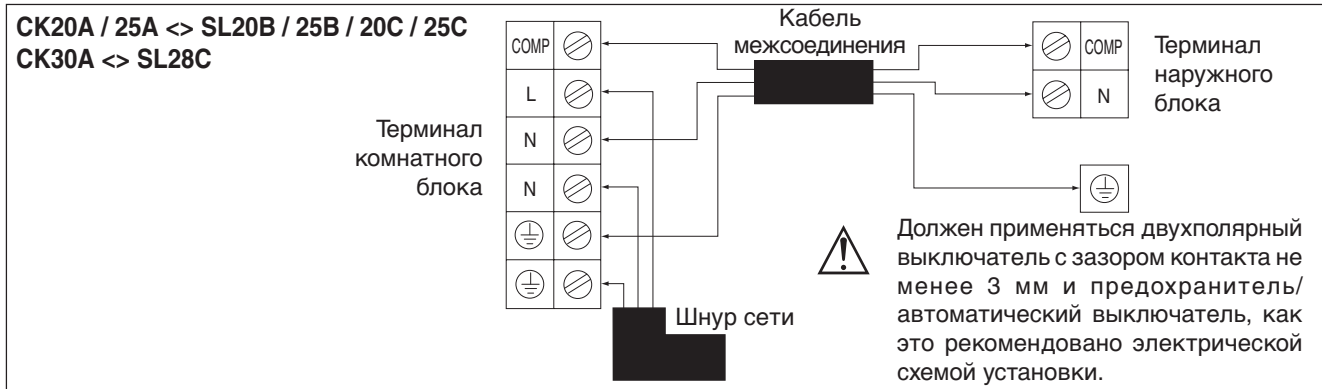 CK20A / 25A <> SL20B / 25B / 20C / 25C
CK30A <> SL28C
Терминал
комнатного
блока
COMP
L
N
N
Кабель
межсоединения
COMP
N
Терминал
наружного
блока
Шнур сети
Должен применяться двухполярный
выключатель с зазором контакта не
менее 3 мм и предохранитель/
автоматический выключатель, как
это рекомендовано электрической
схемой установки.